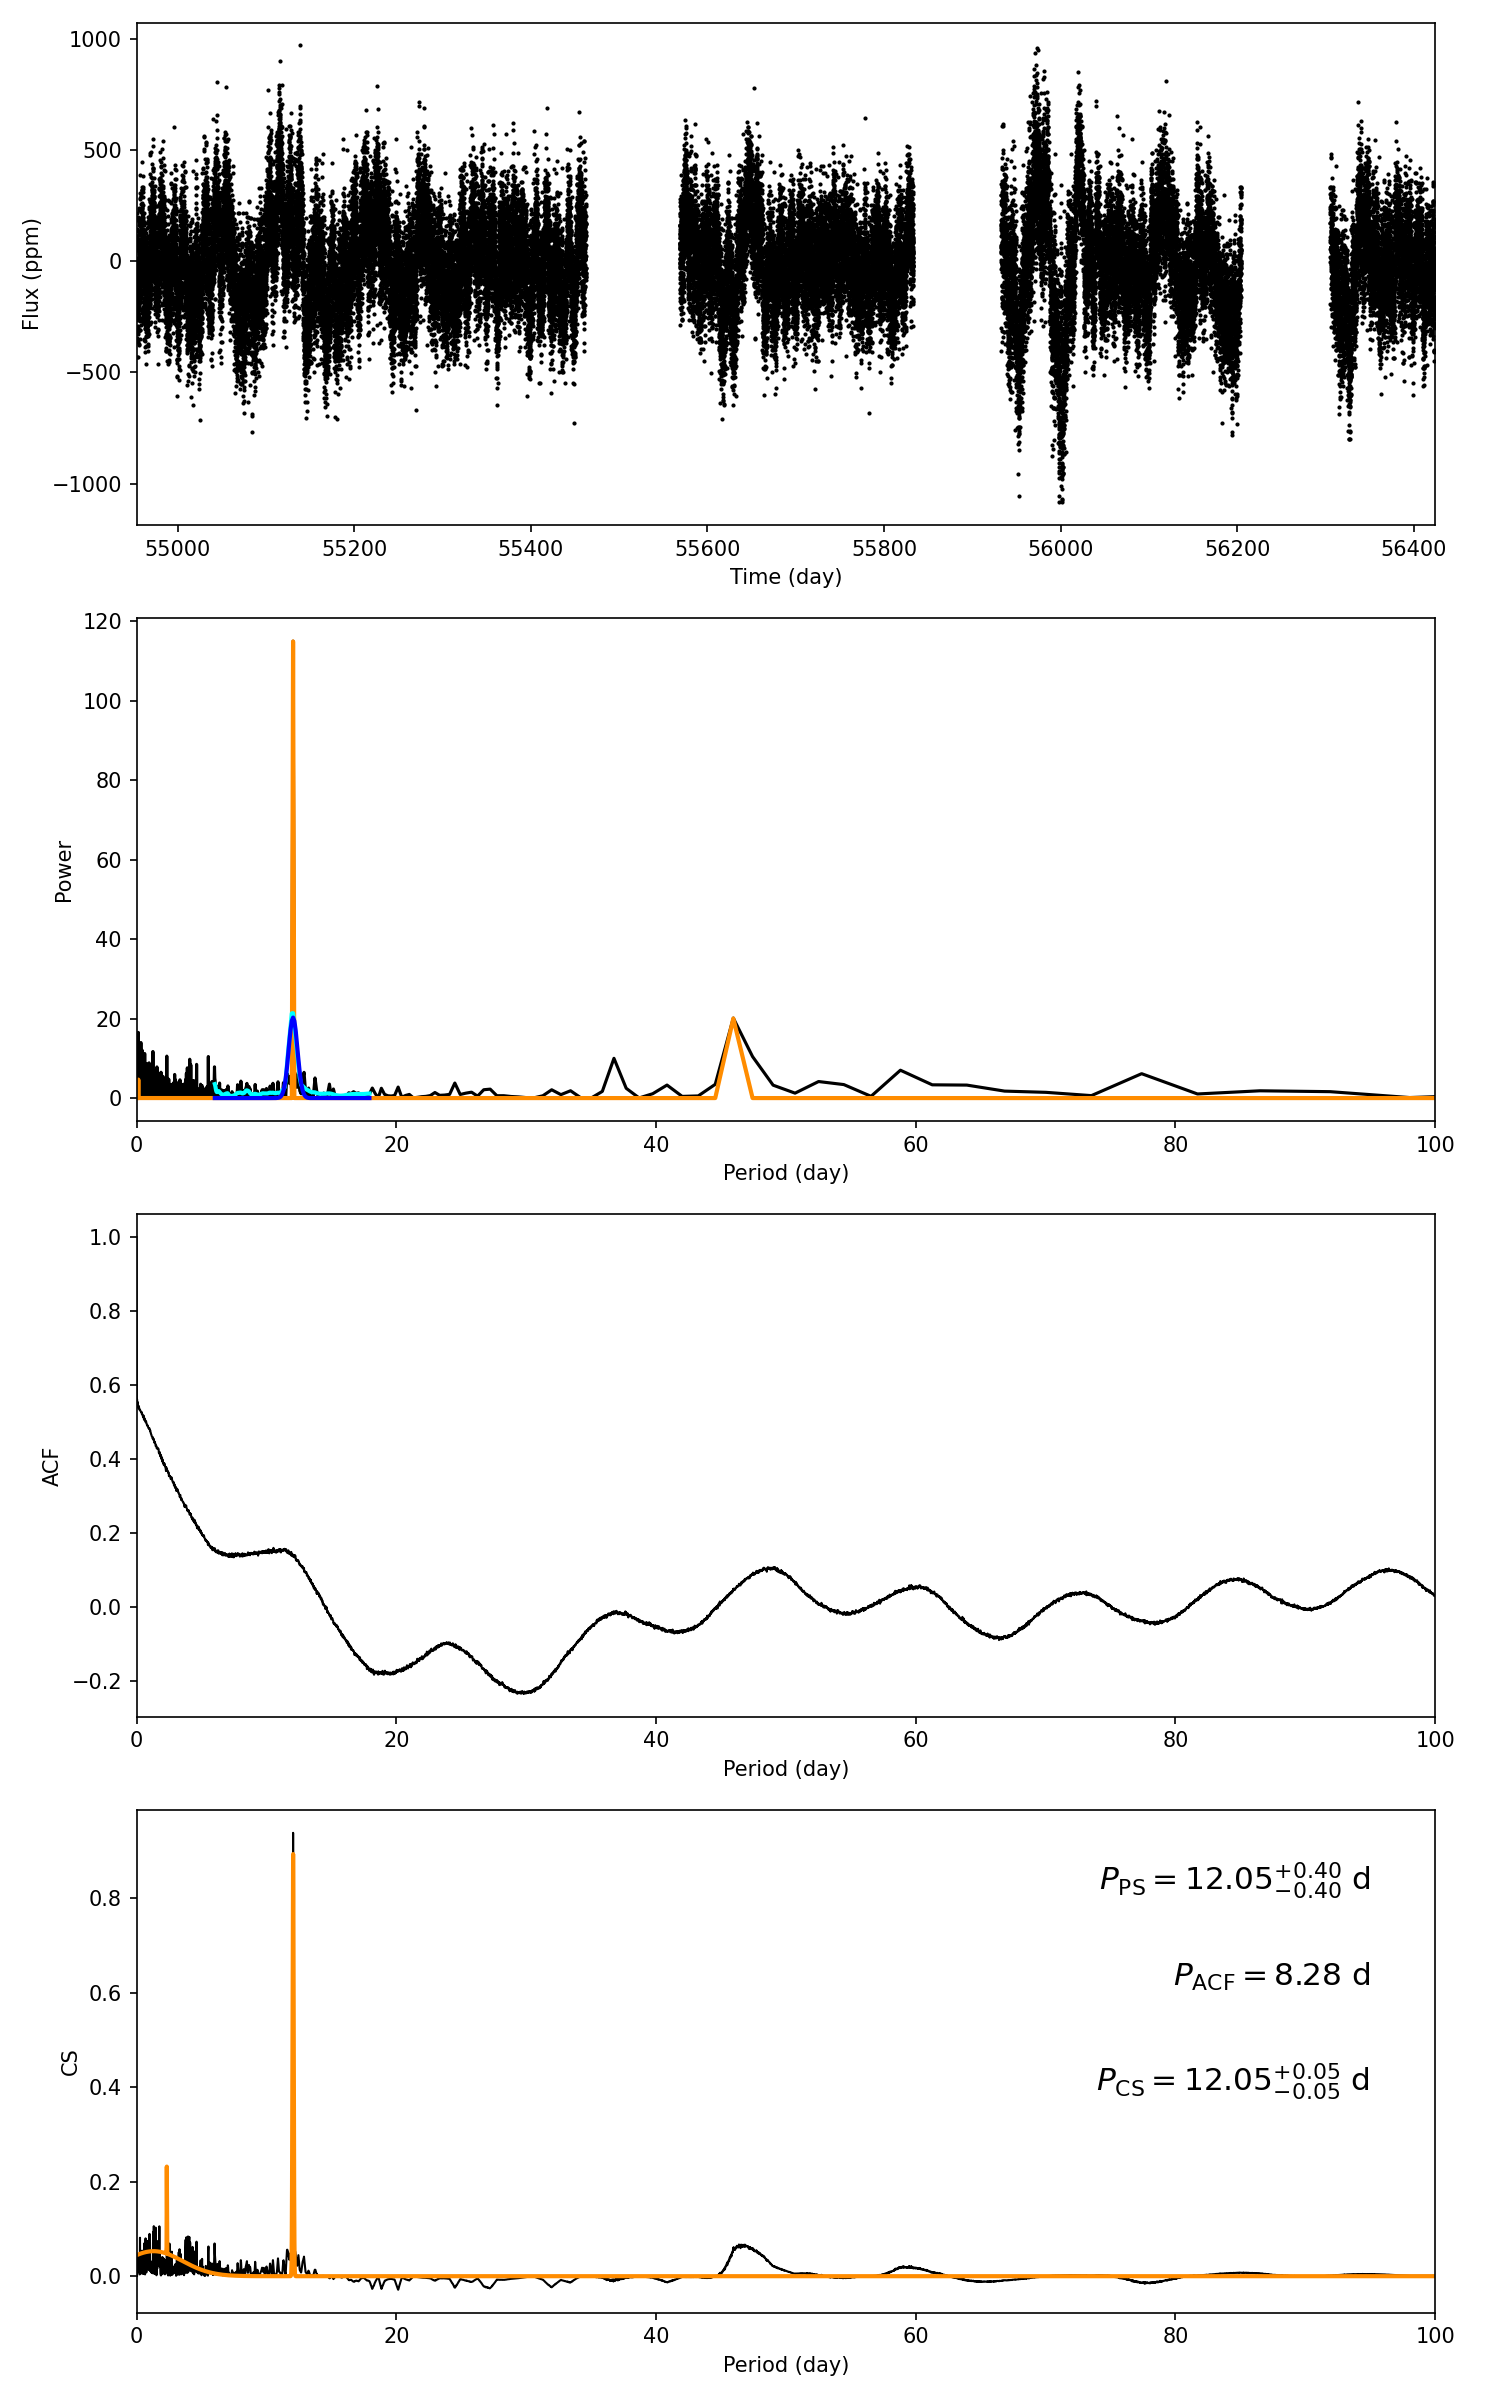 1000
500
0
−500
−1000
Flux (ppm)
55000 55200 55400 55600 55800 56000 56200 56400
Time (day)
120
100
80
60
40
20
0
Power
0 20 40 60 80 100
Period (day)
1.0
0.8
0.6
0.4
0.2
0.0
−0.2
ACF
0 20 40 60 80 100
Period (day)
P_PS = 12.05^{+0.40}_{−0.40} d
P_ACF = 8.28 d
P_CS = 12.05^{+0.05}_{−0.05} d
0.8
0.6
0.4
0.2
0.0
CS
0 20 40 60 80 100
Period (day)